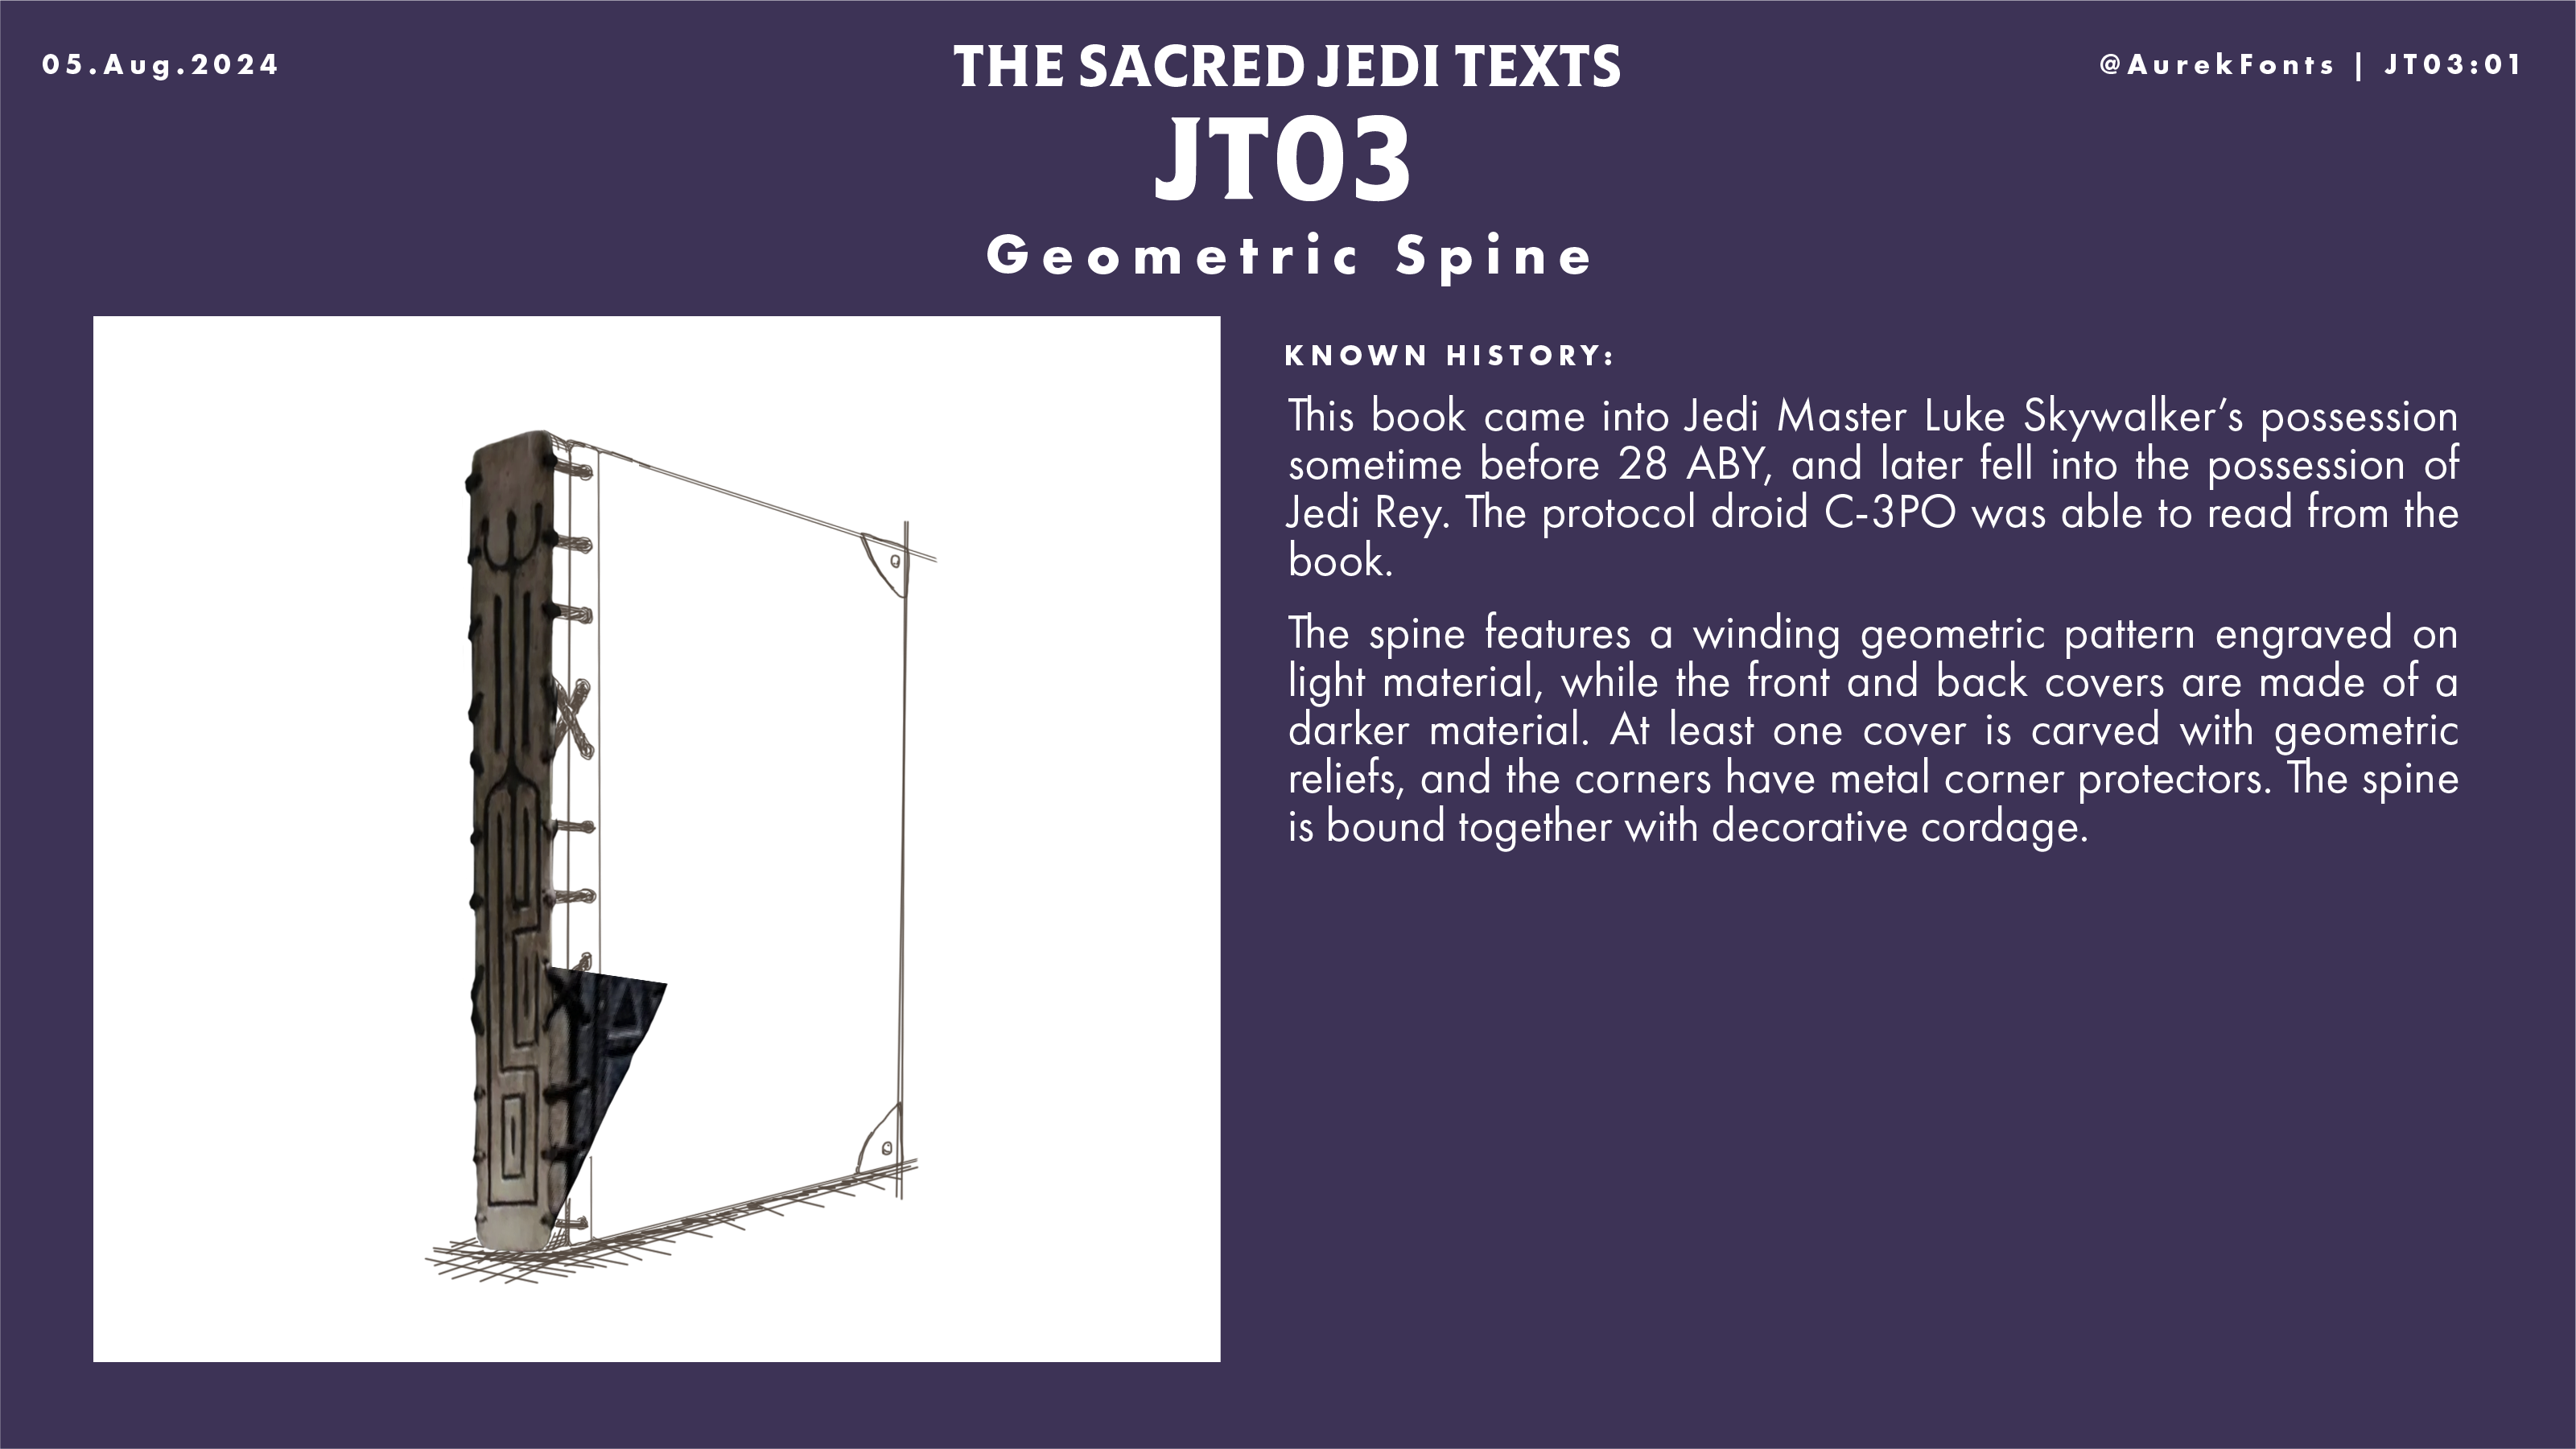 05.Aug.2024
THE SACRED JEDI TEXTS
@AurekFonts | JT03:01
JT03
Geometric Spine
KNOWN HISTORY:
This book came into Jedi Master Luke Skywalker’s possession
sometime before 28 ABY, and later fell into the possession of
Jedi Rey. The protocol droid C-3PO was able to read from the
book.
The spine features a winding geometric pattern engraved on
light material, while the front and back covers are made of a
darker material. At least one cover is carved with geometric
reliefs, and the corners have metal corner protectors. The spine
is bound together with decorative cordage.